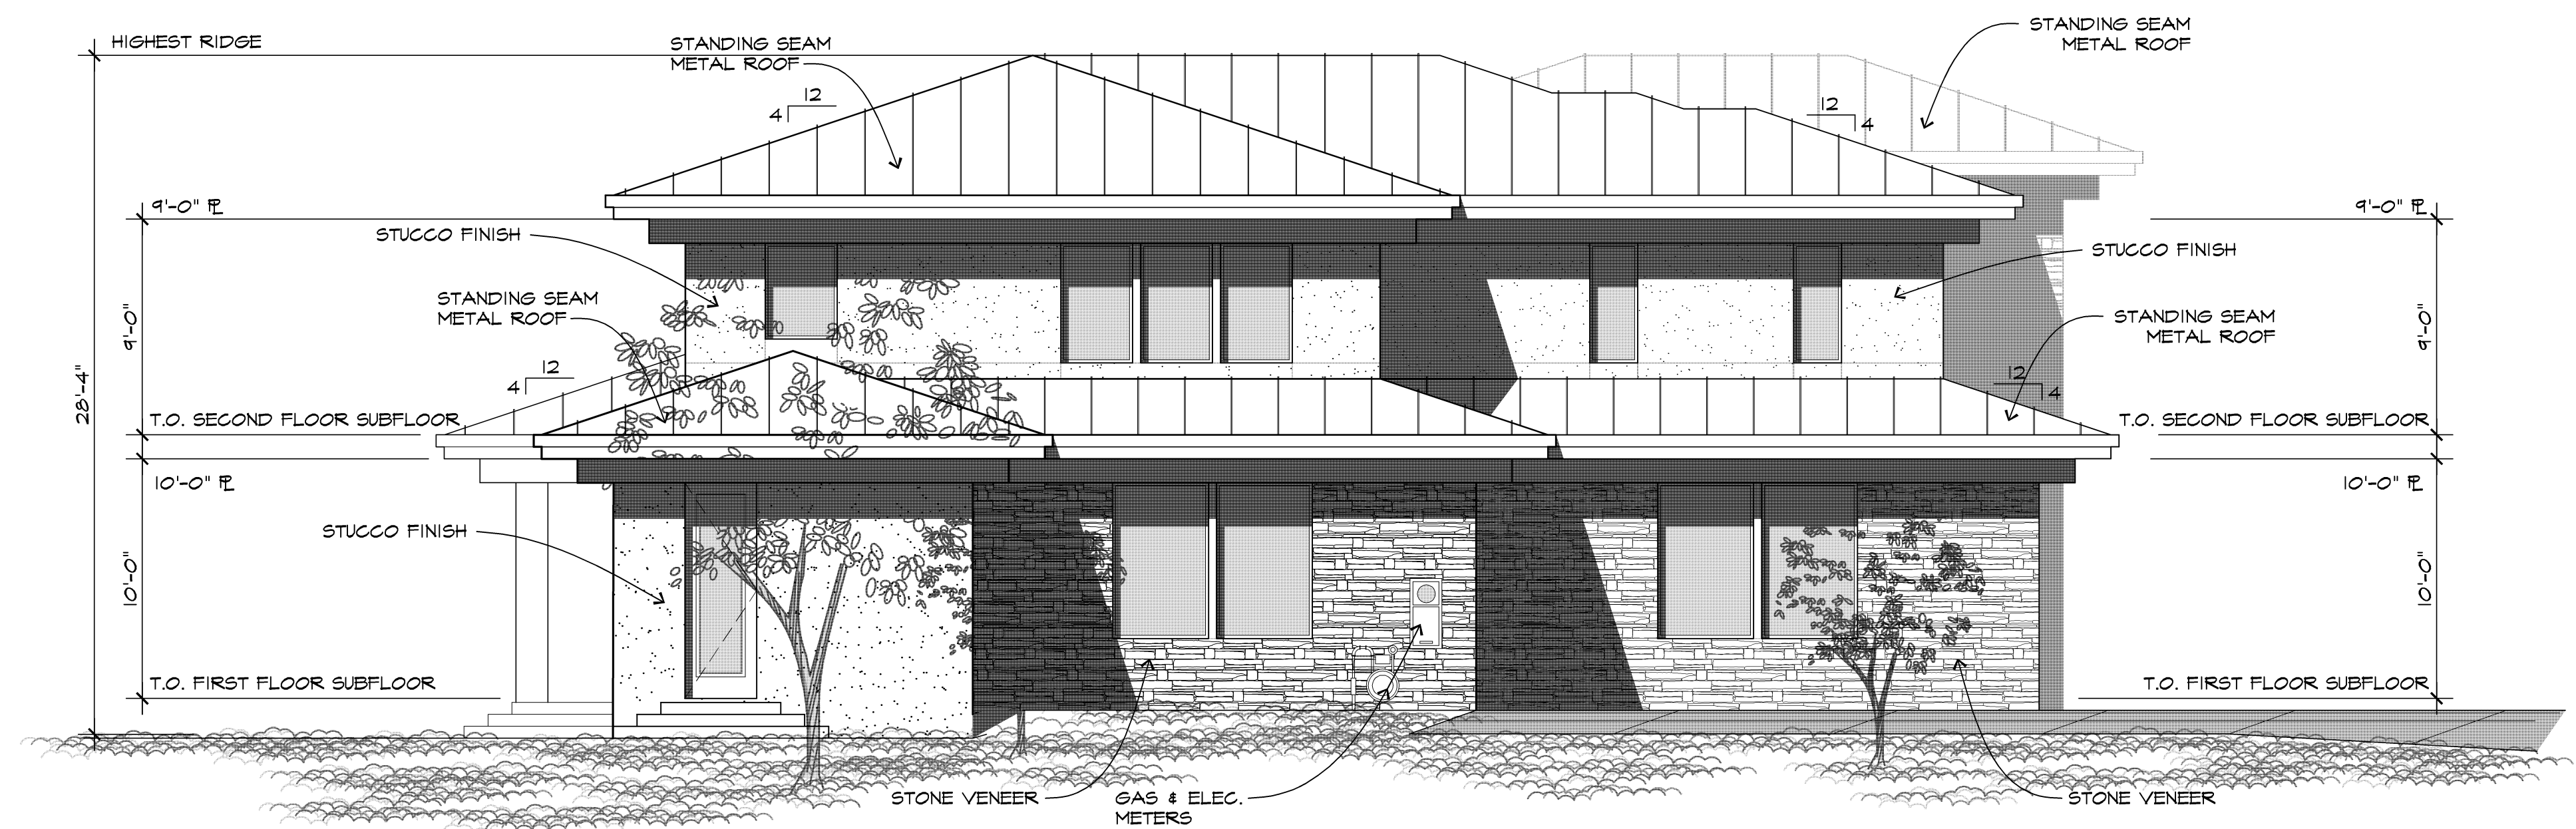 HIGHEST RIDGE
STANDING SEAM
METAL ROOF
STANDING SEAM
METAL ROOF
12
4
12
4
9'-0" PL
9'-0" PL
STUCCO FINISH
STUCCO FINISH
STANDING SEAM
METAL ROOF
STANDING SEAM
METAL ROOF
9'-0"
9'-0"
28'-4"
12
4
12
4
T.O. SECOND FLOOR SUBFLOOR
T.O. SECOND FLOOR SUBFLOOR
10'-0" PL
10'-0" PL
STUCCO FINISH
10'-0"
10'-0"
T.O. FIRST FLOOR SUBFLOOR
T.O. FIRST FLOOR SUBFLOOR
STONE VENEER
GAS & ELEC.
METERS
STONE VENEER